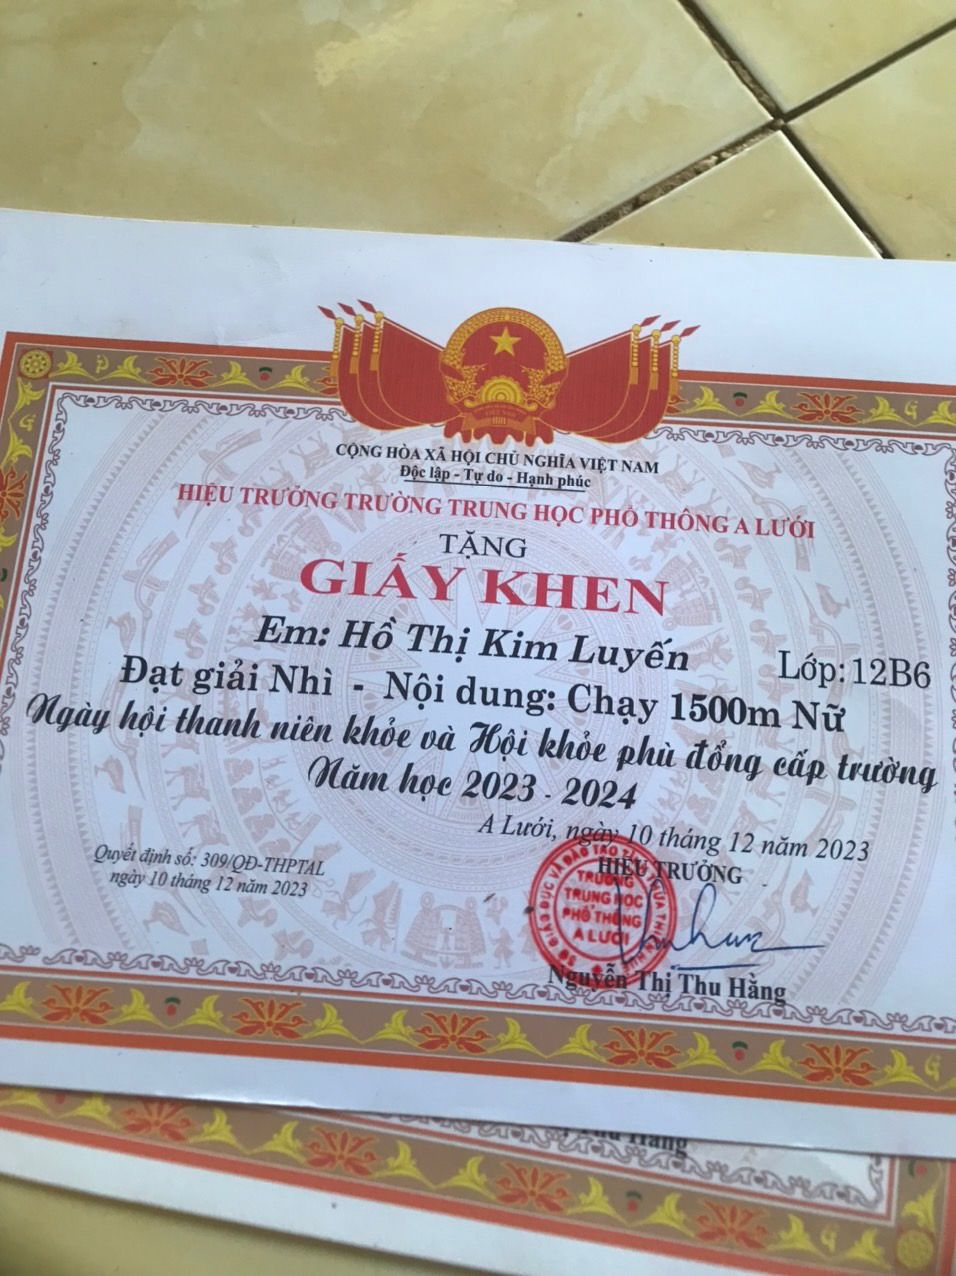 CỘNG HÒA XÃ HỘI CHỦ NGHĨA VIỆT NAM
Độc lập - Tự do - Hạnh phúc
HIỆU TRƯỞNG TRƯỜNG TRUNG HỌC PHỔ THÔNG A LƯỚI
TẶNG
GIẤY KHEN
Em: Hồ Thị Kim Luyến Lớp: 12B6
Đạt giải Nhì - Nội dung: Chạy 1500m Nữ
Ngày hội thanh niên khỏe và Hội khỏe phù đổng cấp trường
Năm học 2023 - 2024
A Lưới, ngày 10 tháng 12 năm 2023
Quyết định số: 309/QĐ-THPTAL
ngày 10 tháng 12 năm 2023
HIỆU TRƯỞNG
TRƯỜNG
TRUNG HỌC
PHỔ THÔNG
A LƯỚI
Nguyễn Thị Thu Hằng
Thu Hằng